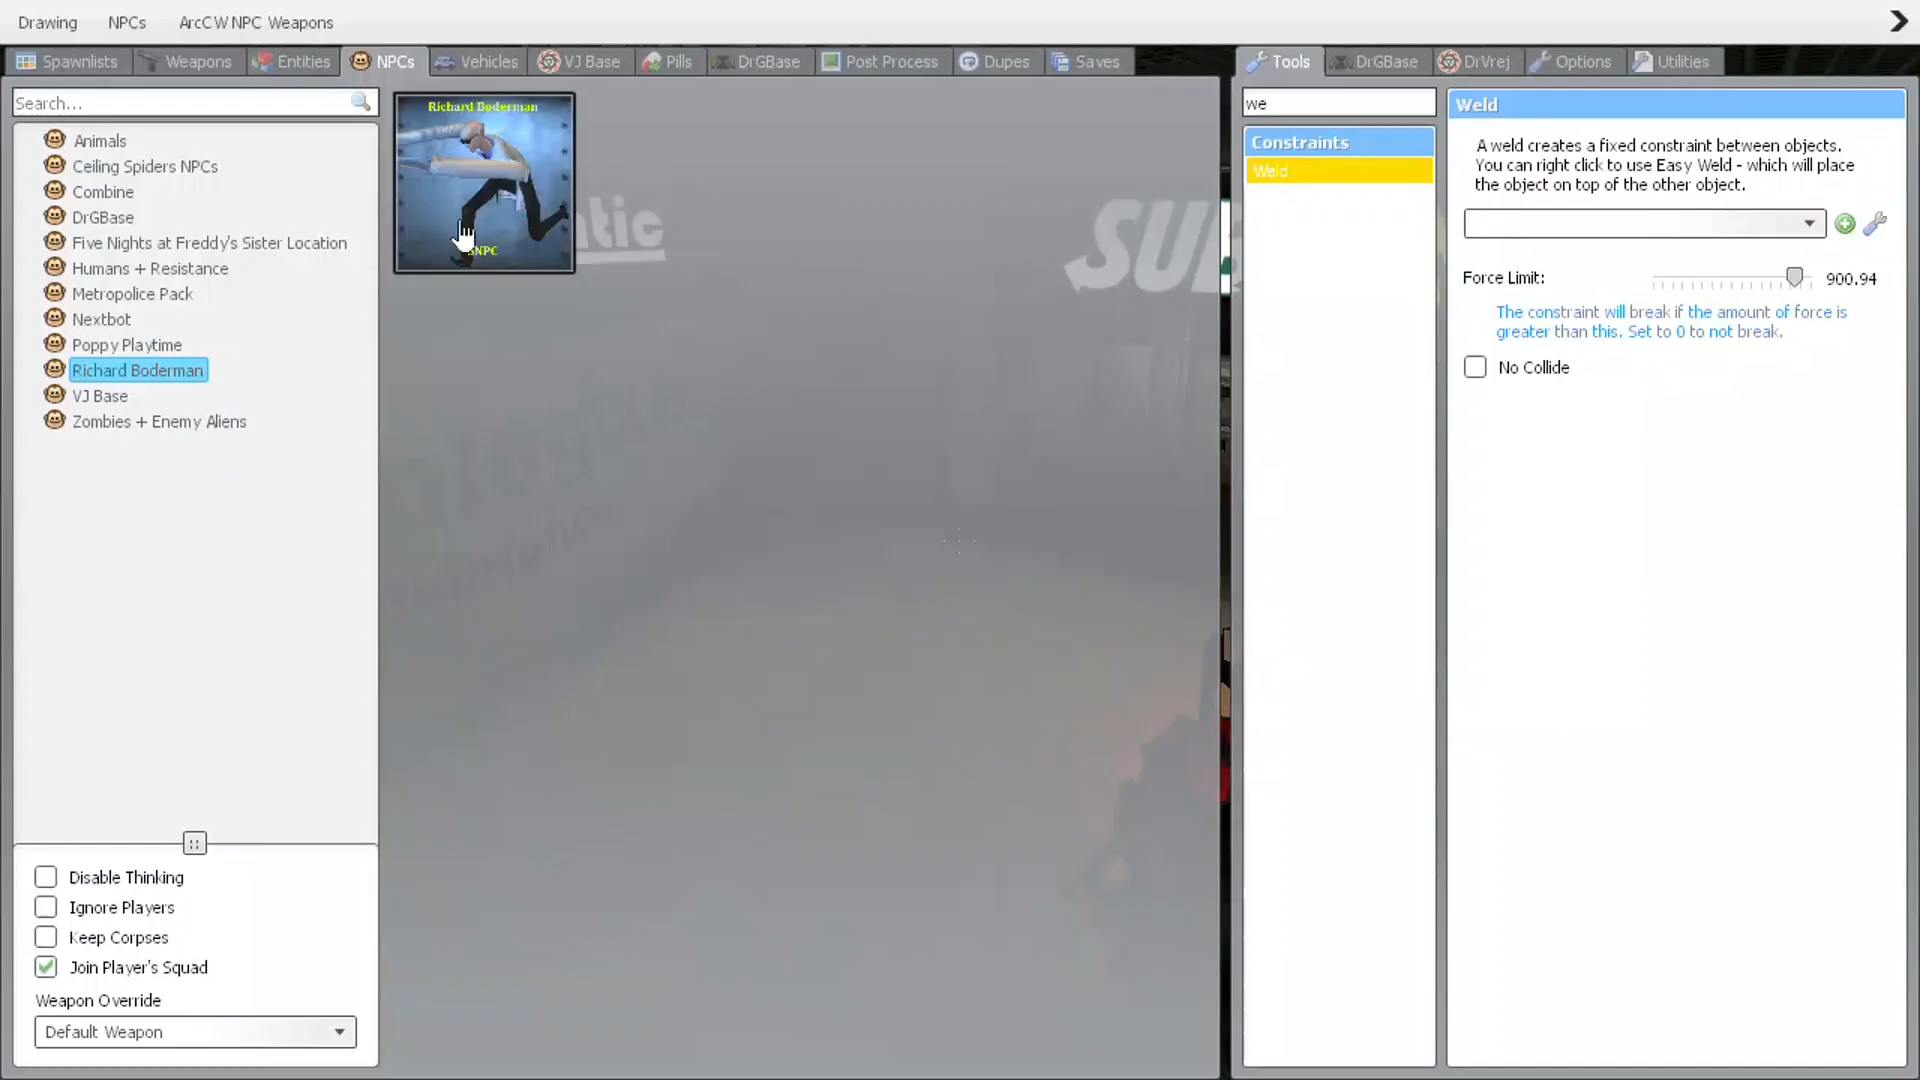 Drawing NPCs ArcCW NPC Weapons
Spawnlists Weapons Entities NPCs Vehicles VJ Base Pills DrGBase Post Process Dupes Saves
Tools DrGBase DrVrej Options Utilities
Search...
Animals
Ceiling Spiders NPCs
Combine
DrGBase
Five Nights at Freddy's Sister Location
Humans + Resistance
Metropolice Pack
Nextbot
Poppy Playtime
Richard Boderman
VJ Base
Zombies + Enemy Aliens
Disable Thinking
Ignore Players
Keep Corpses
Join Player's Squad
Weapon Override
Default Weapon
Richard Boderman
SNPC
we
Constraints
Weld
Weld
A weld creates a fixed constraint between objects.
You can right click to use Easy Weld - which will place
the object on top of the other object.
Force Limit: 900.94
The constraint will break if the amount of force is
greater than this. Set to 0 to not break.
No Collide